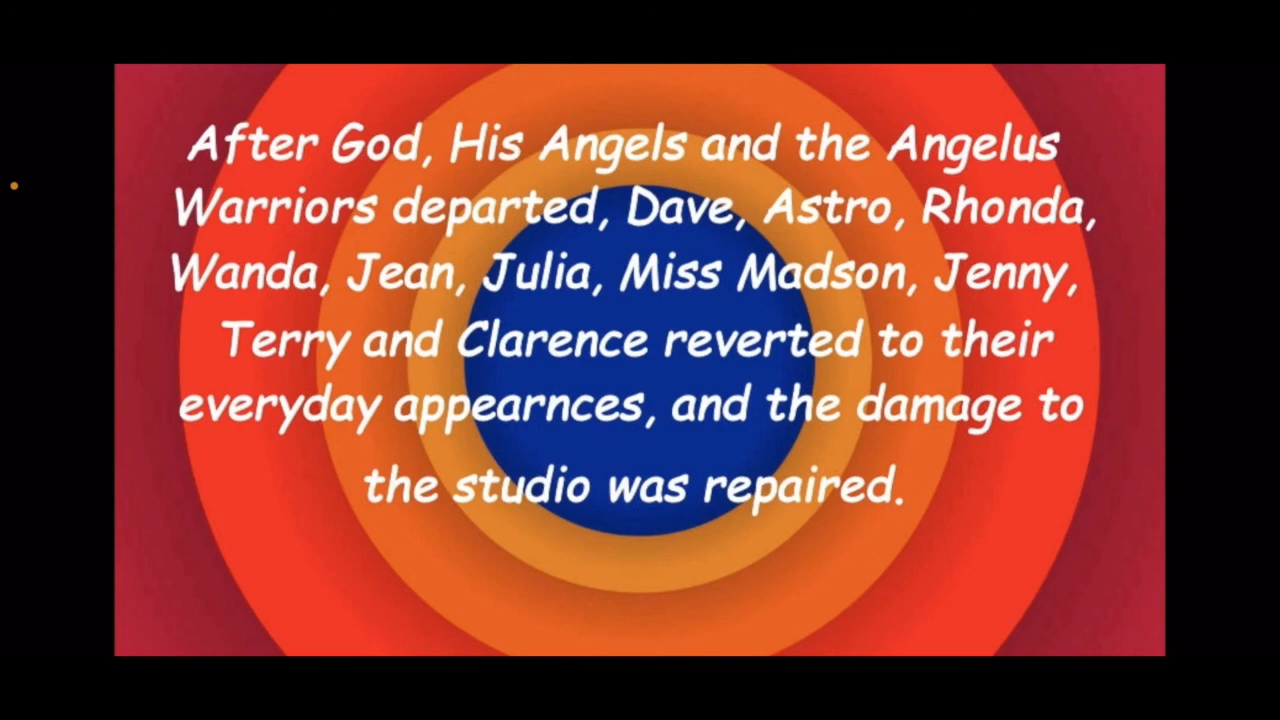 After God, His Angels and the Angelus
Warriors departed, Dave, Astro, Rhonda,
Wanda, Jean, Julia, Miss Madson, Jenny,
Terry and Clarence reverted to their
everyday appearnces, and the damage to
the studio was repaired.